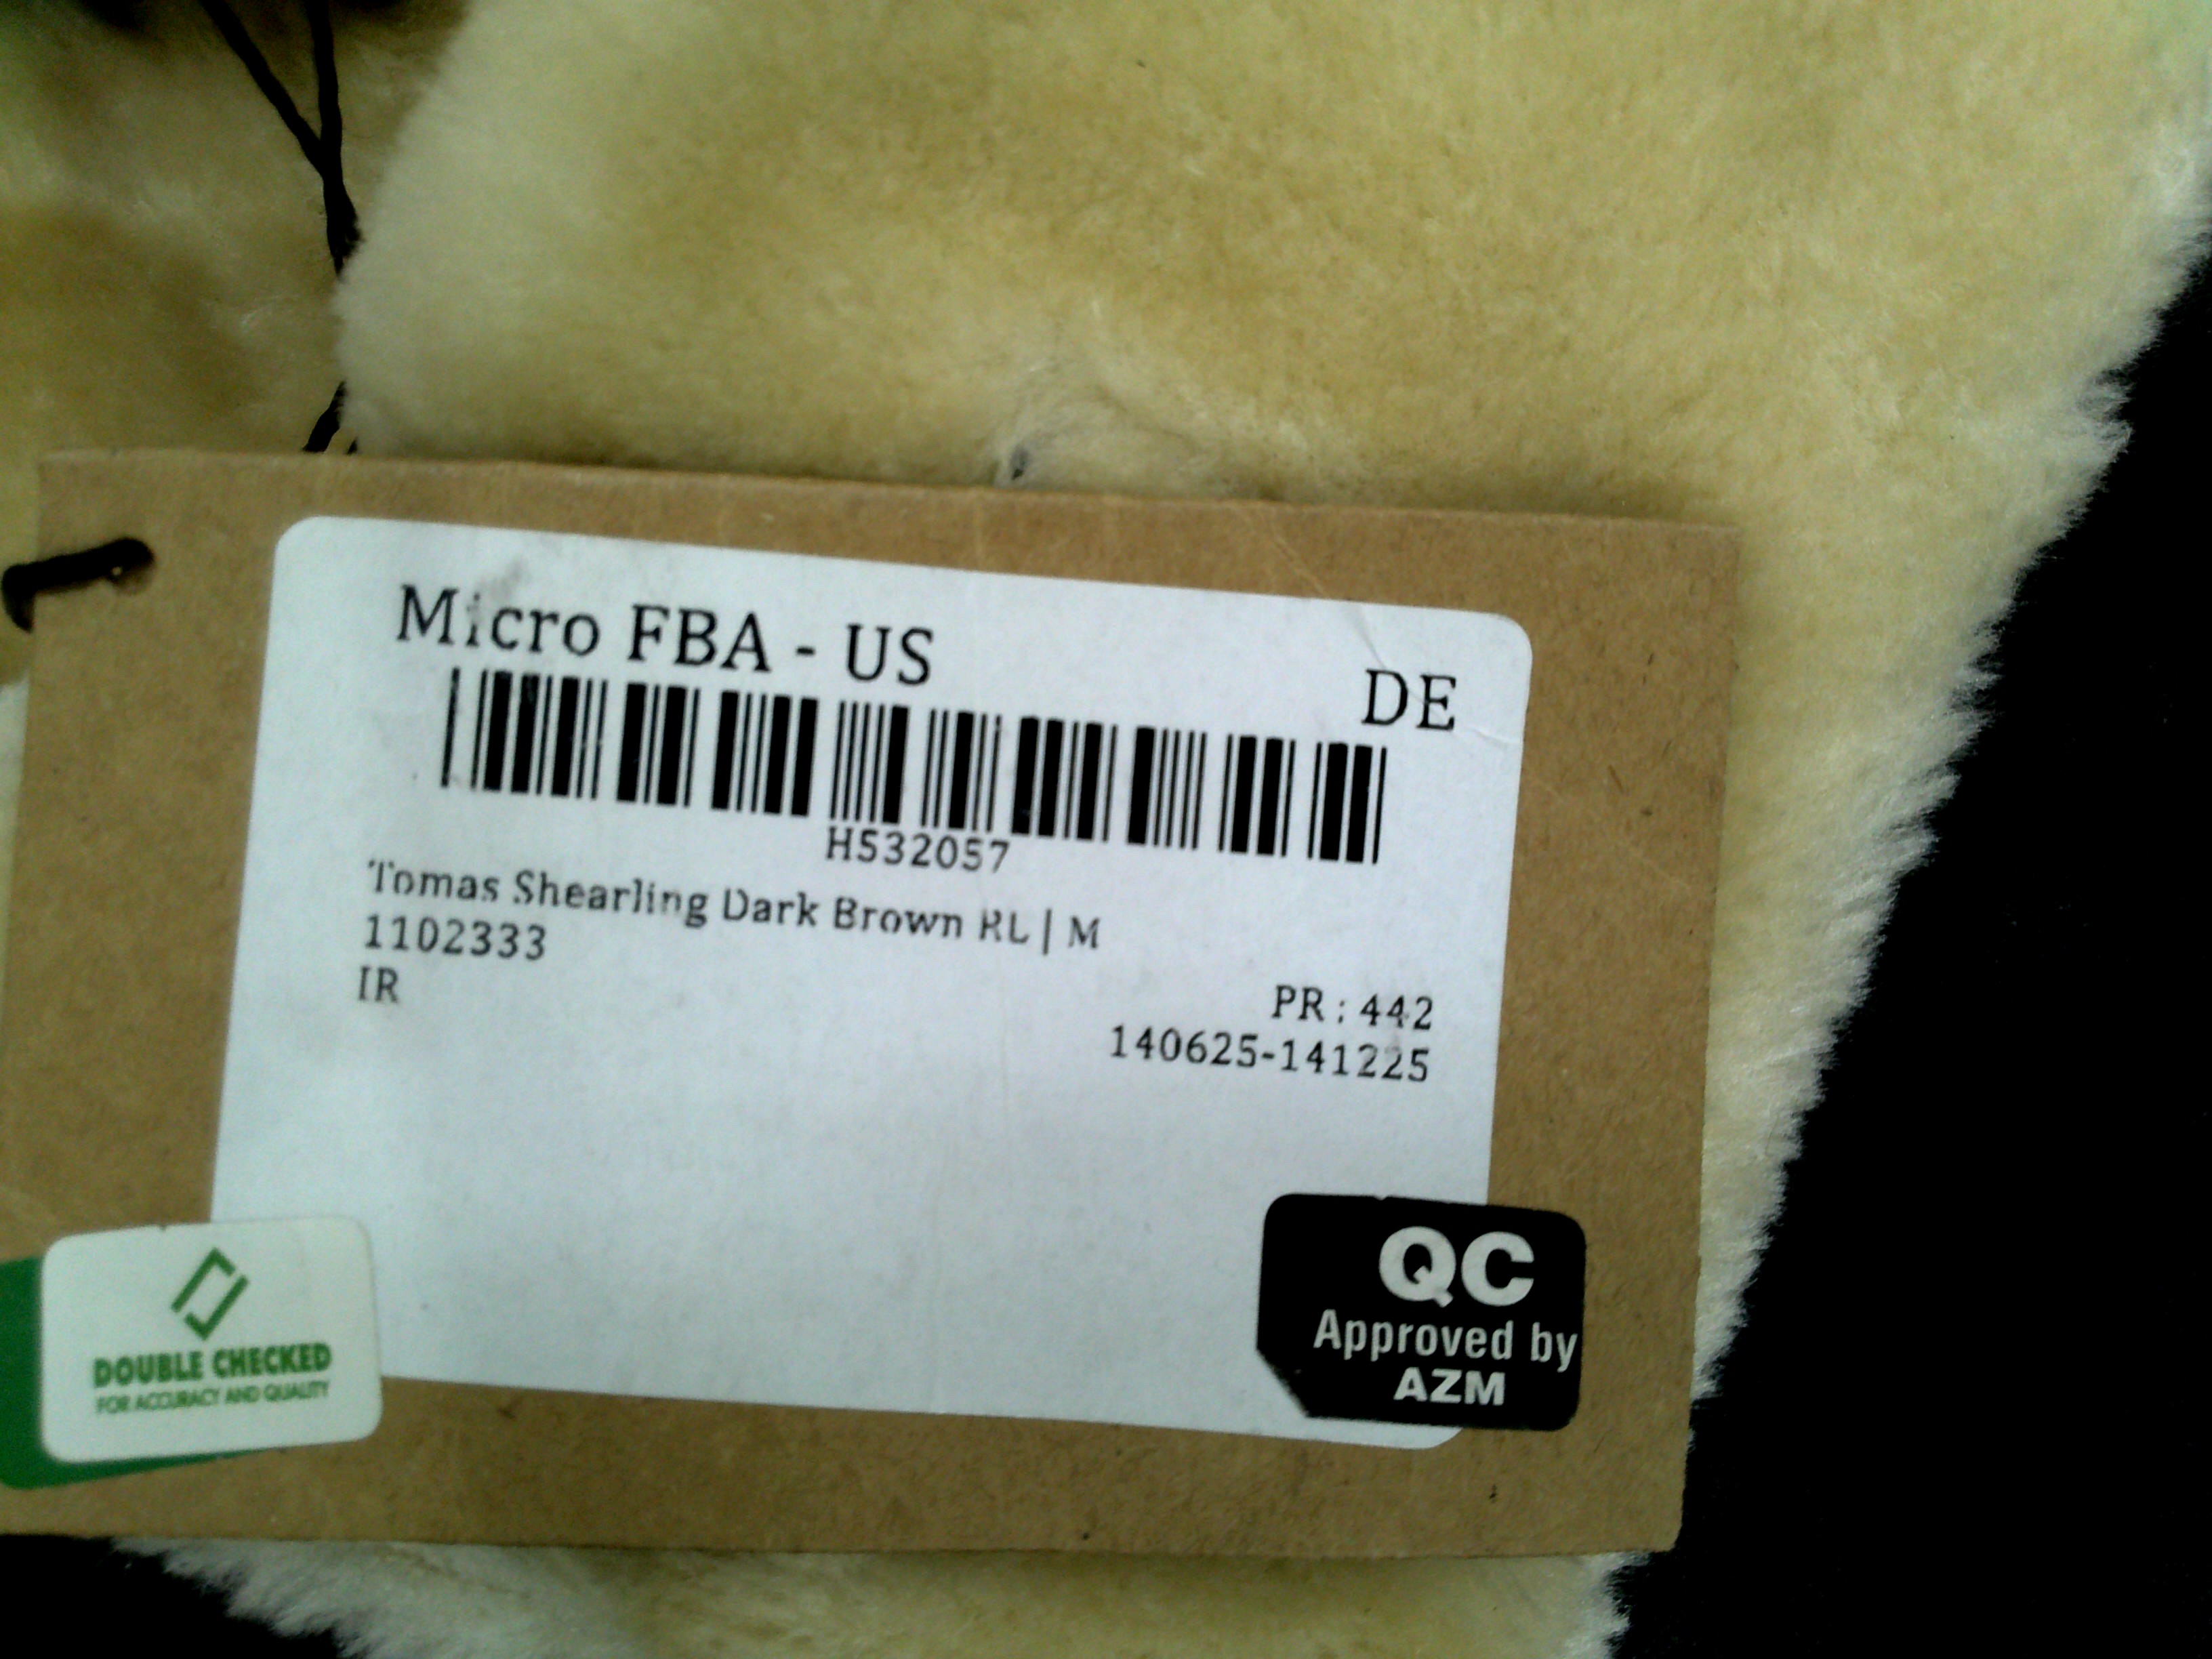 Micro FBA - US
DE
H532057
Tomas Shearling Dark Brown RL | M
1102333
IR
PR : 442
140625-141225
QC
Approved by
AZM
DOUBLE CHECKED
FOR ACCURACY AND QUALITY